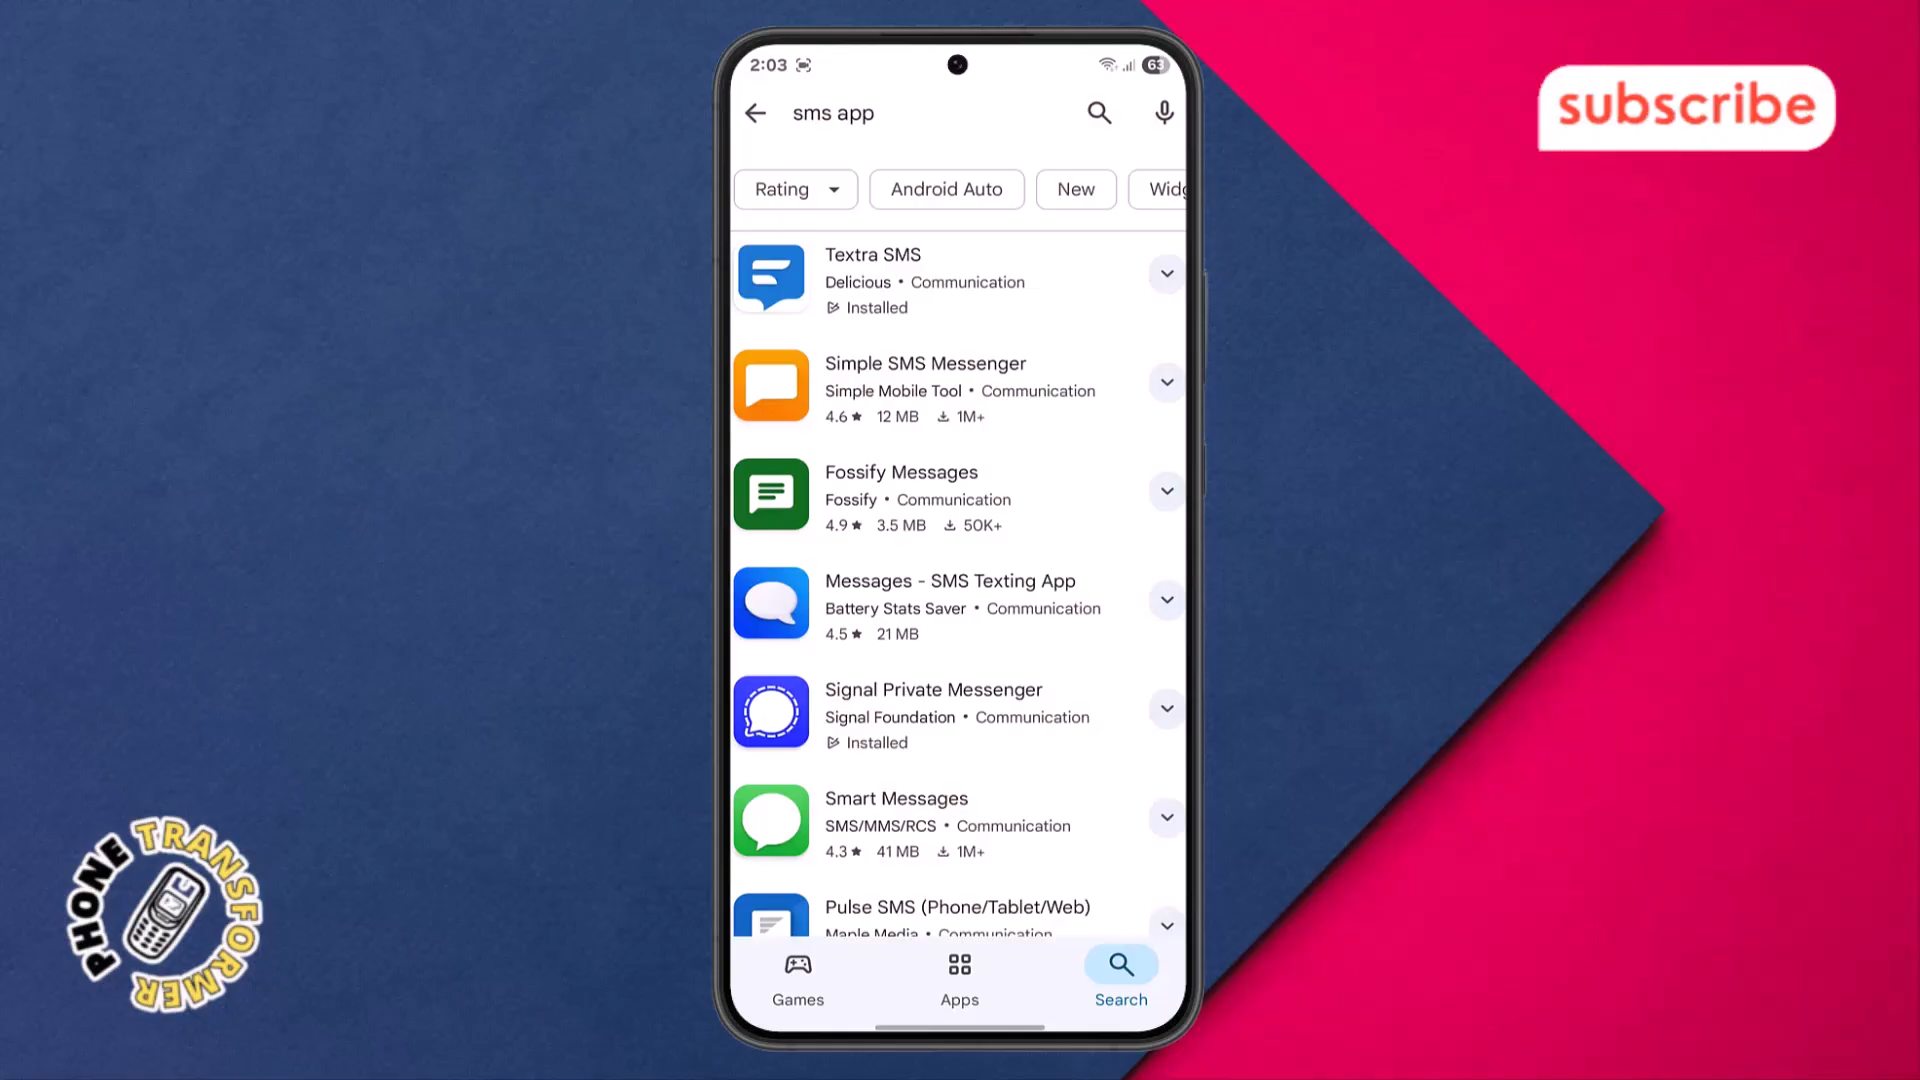 2:03
63
sms app
subscribe
Rating
Android Auto
New
Widg
Textra SMS
Delicious • Communication
Installed
Simple SMS Messenger
Simple Mobile Tool • Communication
4.6★ 12 MB 1M+
Fossify Messages
Fossify • Communication
4.9★ 3.5 MB 50K+
Messages - SMS Texting App
Battery Stats Saver • Communication
4.5★ 21 MB
Signal Private Messenger
Signal Foundation • Communication
Installed
Smart Messages
SMS/MMS/RCS • Communication
4.3★ 41 MB 1M+
Pulse SMS (Phone/Tablet/Web)
Maple Media • Communication
Games
Apps
Search
PHONE TRANSFORMER